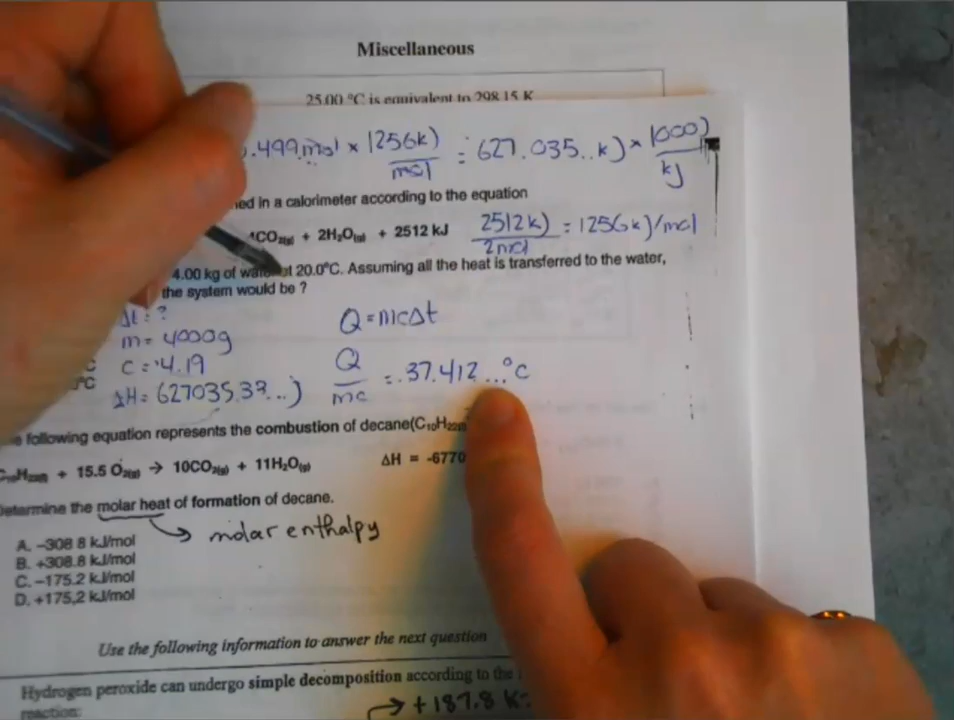 Miscellaneous
25.00 °C is equivalent to 298.15 K
.499mol × 1256kJ/mol = 627.035..kJ × 1000J/kJ
in a calorimeter according to the equation
4CO₂₍g₎ + 2H₂O₍g₎ + 2512 kJ
2512kJ/2mol = 1256kJ/mol
4.00 kg of water at 20.0°C. Assuming all the heat is transferred to the water,
the system would be ?
Δt = ?
m = 4000g
c = 4.19
ΔH = 627035.39...J
°C
Q = mcΔt
Q/mc = 37.412...°C
following equation represents the combustion of decane(C₁₀H₂₂
+ 15.5 O₂₍g₎ → 10CO₂₍g₎ + 11H₂O₍g₎
ΔH = -6770
Determine the molar heat of formation of decane.
→ molar enthalpy
A. –308.8 kJ/mol
B. +308.8 kJ/mol
C. –175.2 kJ/mol
D. +175,2 kJ/mol
Use the following information to answer the next question
Hydrogen peroxide can undergo simple decomposition according to the
reaction:
→ +187.8 K